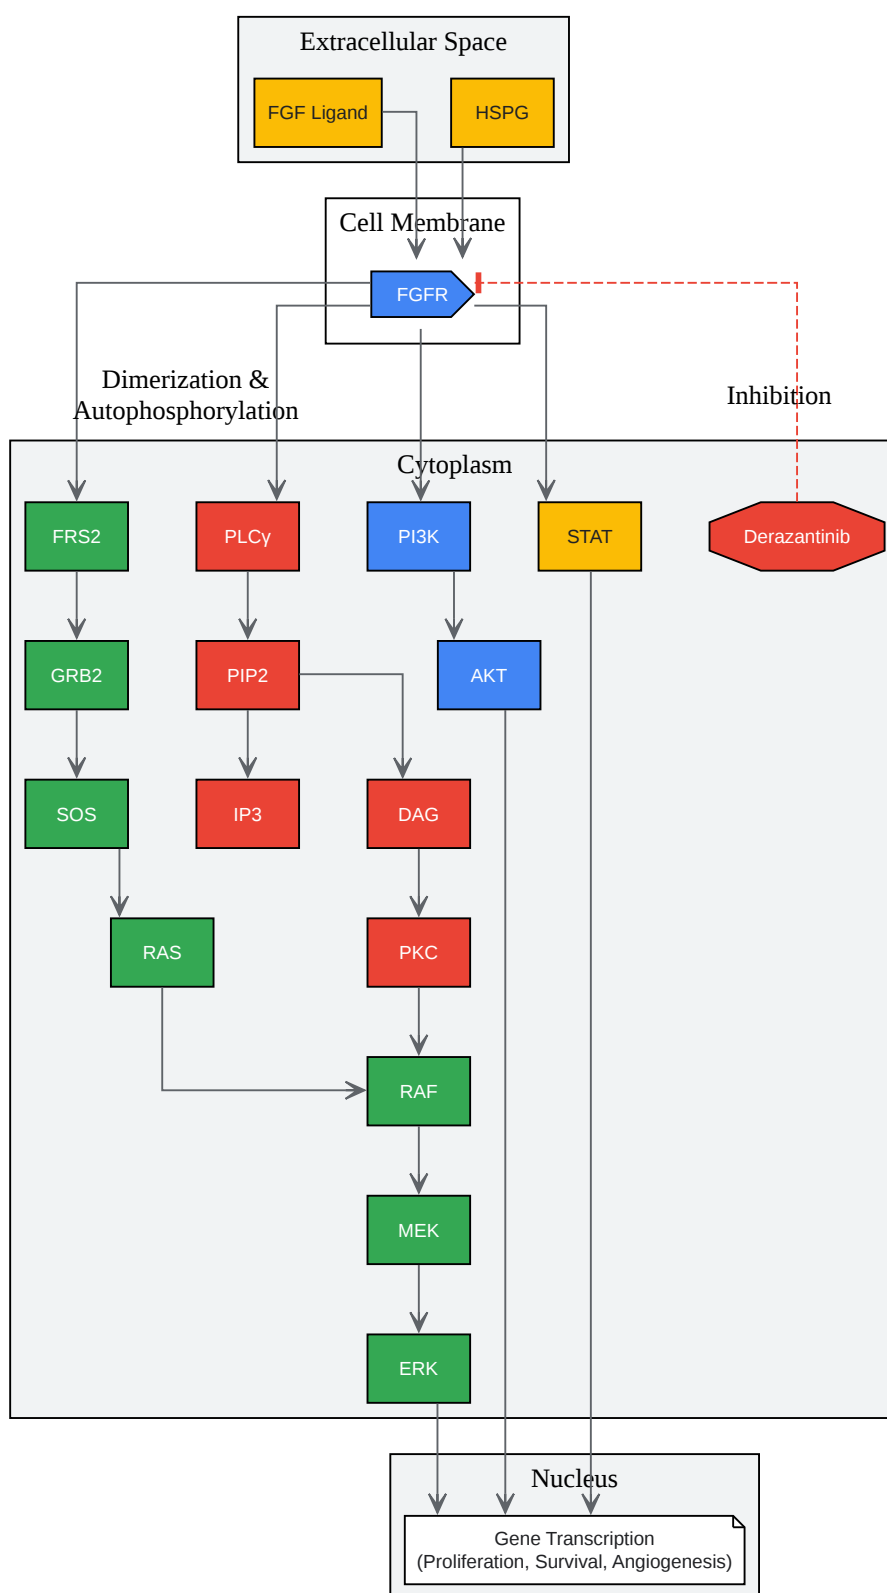 Extracellular Space
FGF Ligand
HSPG
Cell Membrane
FGFR
Dimerization &
Autophosphorylation
Inhibition
Cytoplasm
FRS2
PLCγ
PI3K
STAT
Derazantinib
GRB2
PIP2
AKT
SOS
IP3
DAG
RAS
PKC
RAF
MEK
ERK
Nucleus
Gene Transcription
(Proliferation, Survival, Angiogenesis)